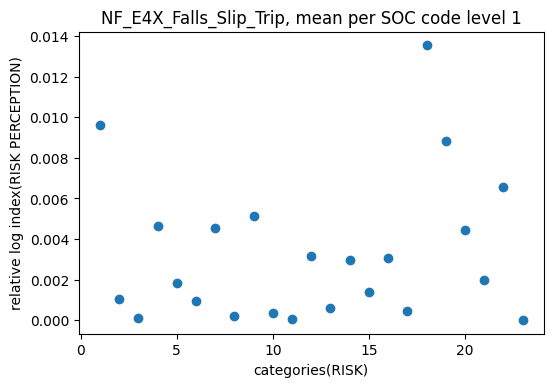 NF_E4X_Falls_Slip_Trip, mean per SOC code level 1
relative log index(RISK PERCEPTION)
0.014
0.012
0.010
0.008
0.006
0.004
0.002
0.000
0 5 10 15 20
categories(RISK)